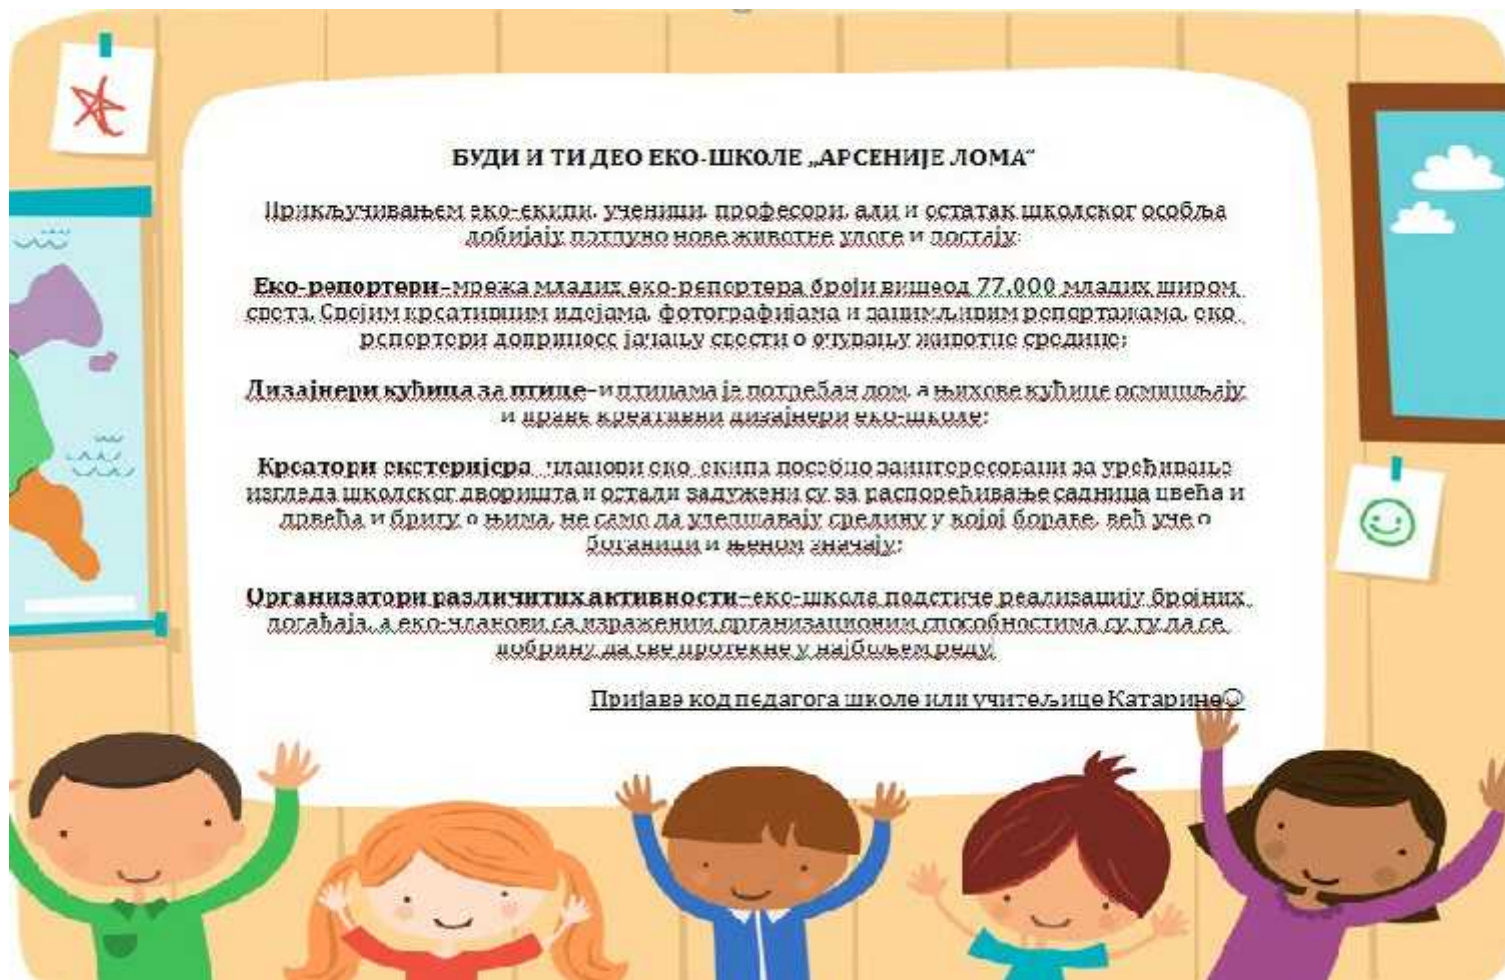 БУДИ И ТИ ДЕО ЕКО-ШКОЛЕ „АРСЕНИЈЕ ЛОМА“
Прикључивањем еко-екипи, ученици, професори, али и остатак школског особља
добијају потпуно нове животне улоге и постају:
Еко-репортери–мрежа младих еко-репортера броји вишеод 77,000 младих широм
света. Својим креативним идејама, фотографијама и занимљивим репортажама, еко-
репортери доприносе јачању свести о очувању животне средине;
Дизајнери кућица за птице–и птицама је потребан дом, а њихове кућице осмишљају
и праве креативни дизајнери еко-школе;
Креатори екстеријера–чланови еко-екипа посебно заинтересовани за уређивање
изгледа школског дворишта и остали задужени су за распоређивање садница цвећа и
дрвећа и бригу о њима, не само да улепшавају средину у којој бораве, већ уче о
ботаници и њеном значају;
Организатори различитих активности–еко-школа подстиче реализацију бројних
догађаја, а еко-чланови са израженим организационим способностима су ту да се
побрину да све протекне у најбољем реду
Пријаве код педагога школе или учитељице Катарине☺